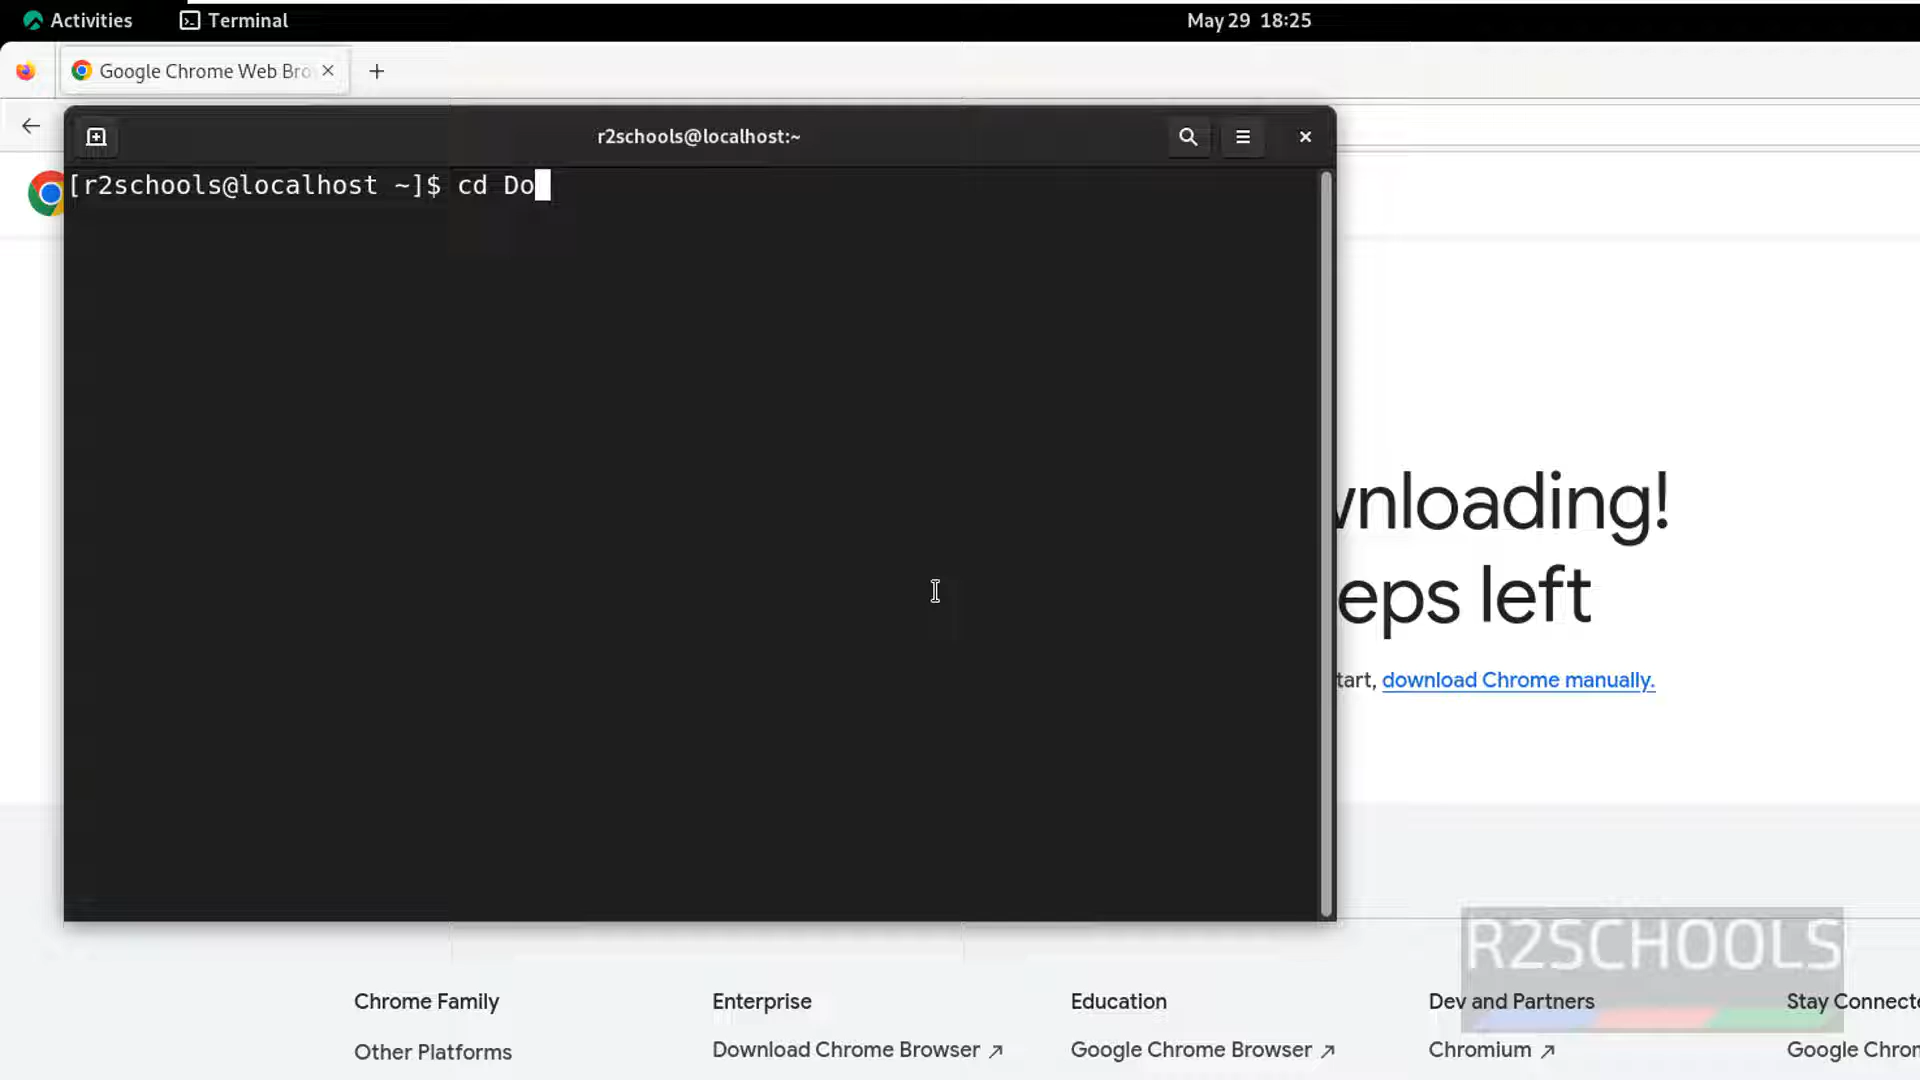 Activities
Terminal
May 29 18:25
Google Chrome Web Bro
r2schools@localhost:~
[r2schools@localhost ~]$ cd Do
wnloading!
eps left
tart, download Chrome manually.
R2SCHOOLS
Chrome Family
Enterprise
Education
Dev and Partners
Stay Connecte
Other Platforms
Download Chrome Browser
Google Chrome Browser
Chromium
Google Chron